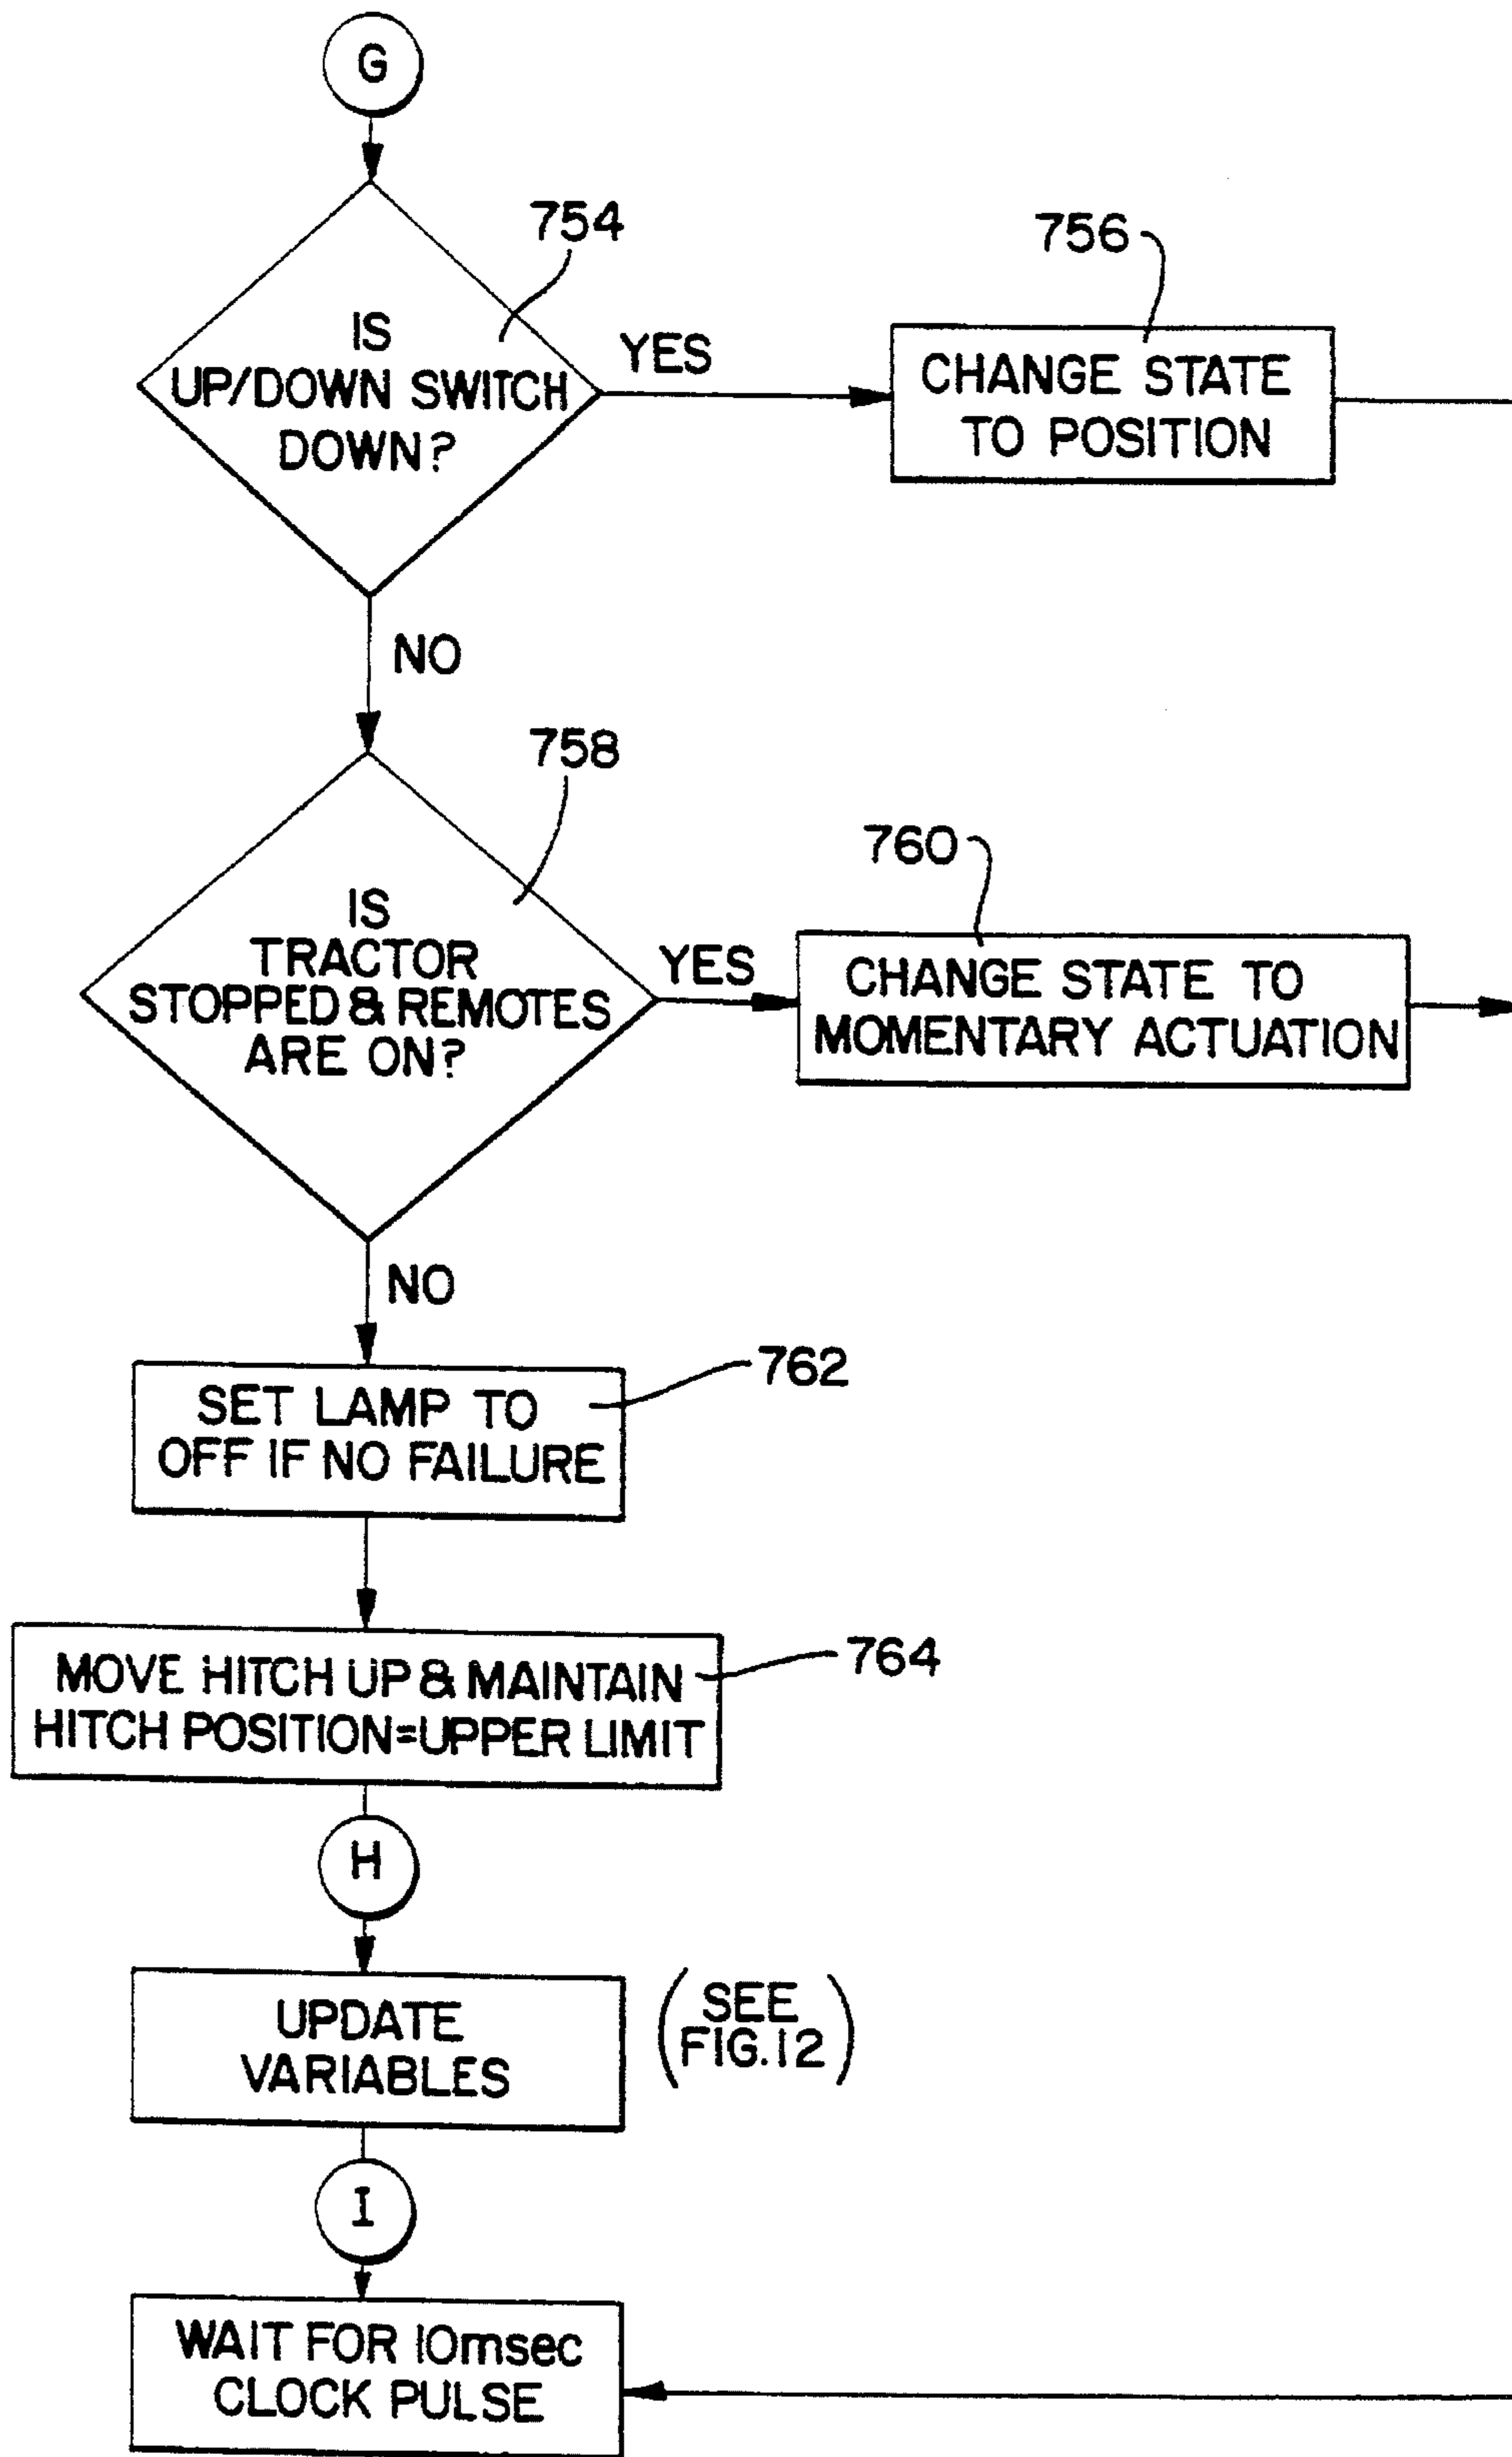 G
754
IS
UP/DOWN SWITCH
DOWN?
YES
756
CHANGE STATE
TO POSITION
NO
758
IS
TRACTOR
STOPPED & REMOTES
ARE ON?
YES
760
CHANGE STATE TO
MOMENTARY ACTUATION
NO
762
SET LAMP TO
OFF IF NO FAILURE
764
MOVE HITCH UP & MAINTAIN
HITCH POSITION=UPPER LIMIT
H
UPDATE
VARIABLES
(SEE
FIG.12)
I
WAIT FOR 10msec
CLOCK PULSE